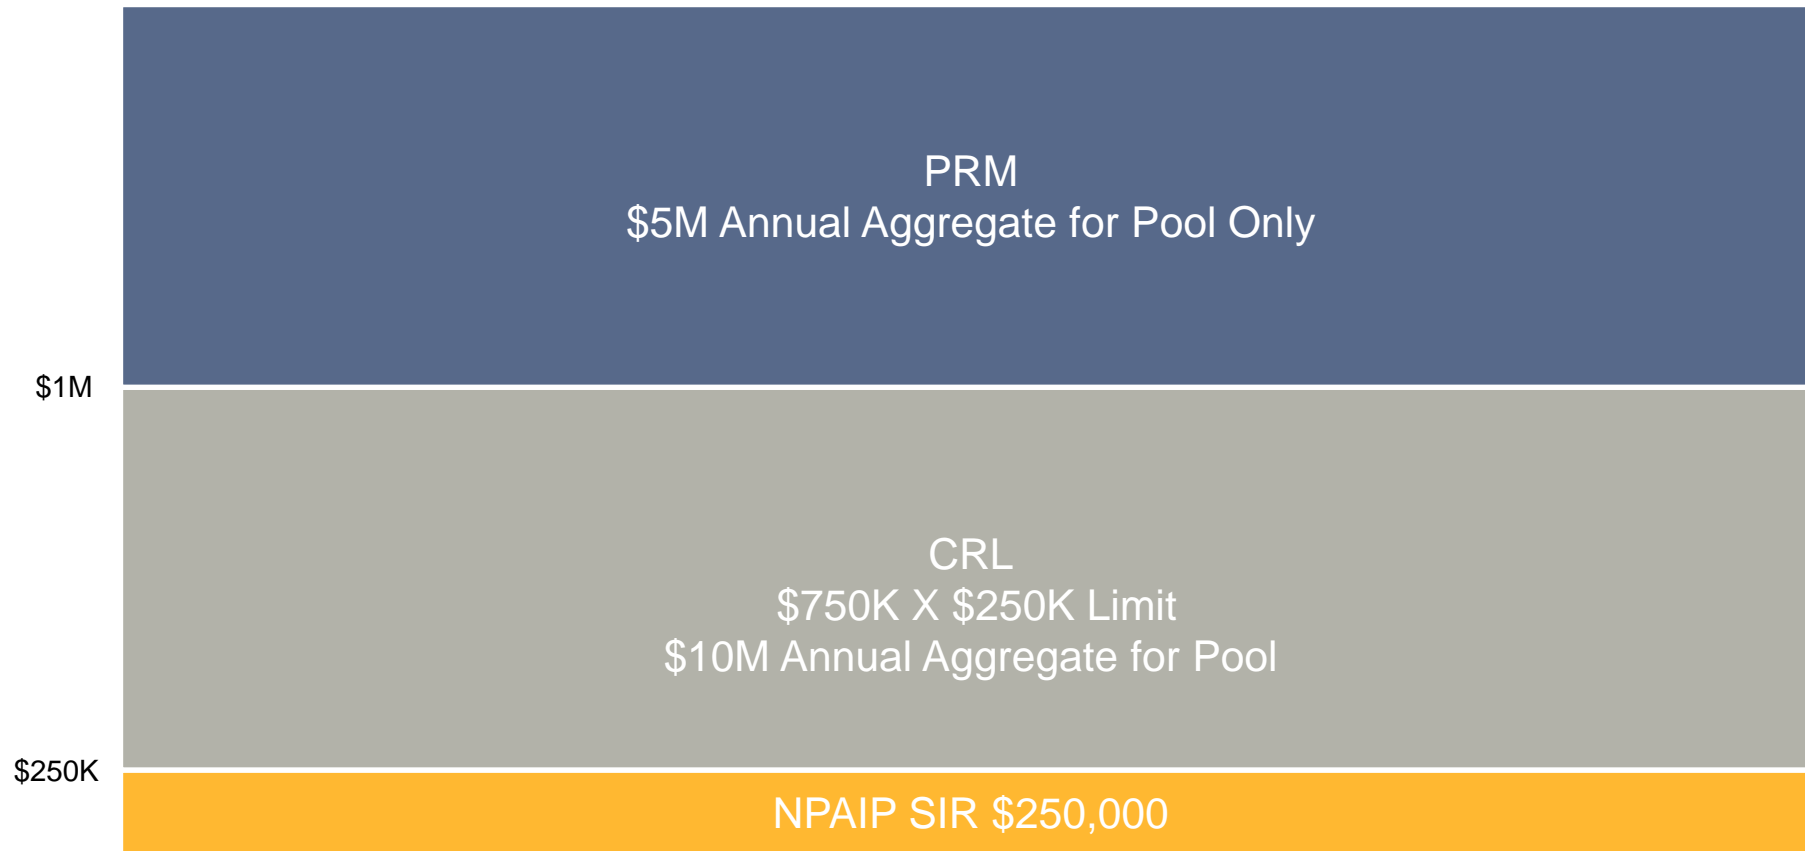 PRM
$5M Annual Aggregate for Pool Only
$1M
CRL
$750K X $250K Limit
$10M Annual Aggregate for Pool
$250K
NPAIP SIR $250,000